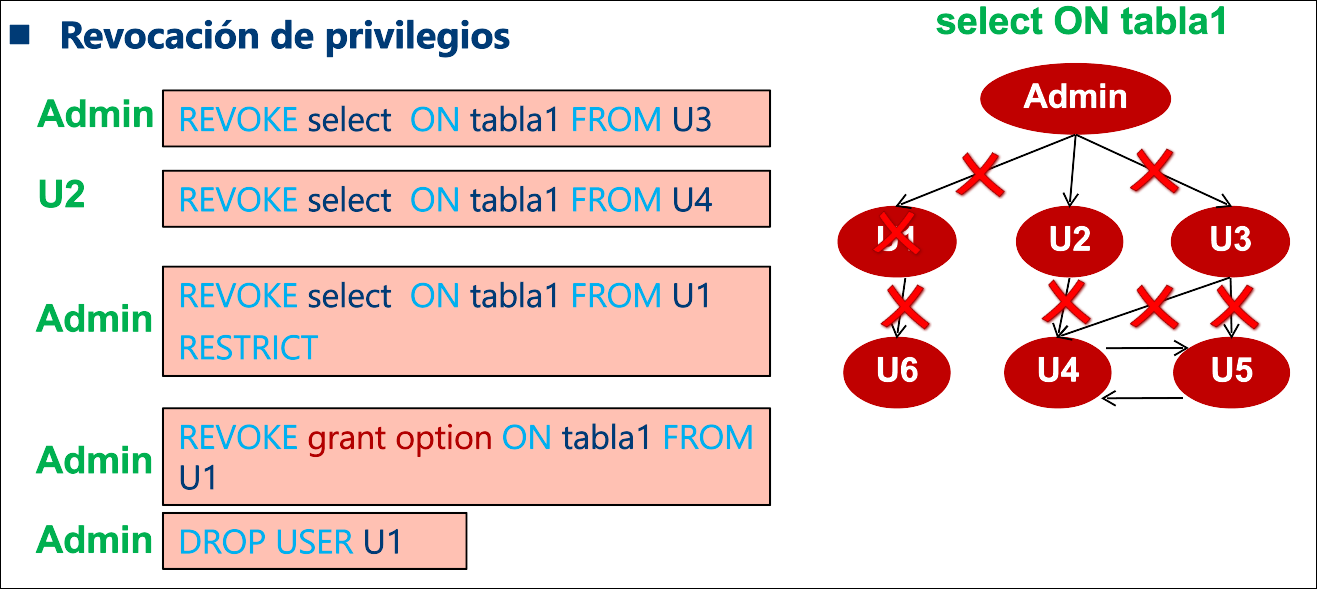 Revocación de privilegios
select ON tabla1
Admin
REVOKE select ON tabla1 FROM U3
U2
REVOKE select ON tabla1 FROM U4
Admin
REVOKE select ON tabla1 FROM U1
RESTRICT
Admin
REVOKE grant option ON tabla1 FROM
U1
Admin
DROP USER U1
Admin
U1
U2
U3
U6
U4
U5